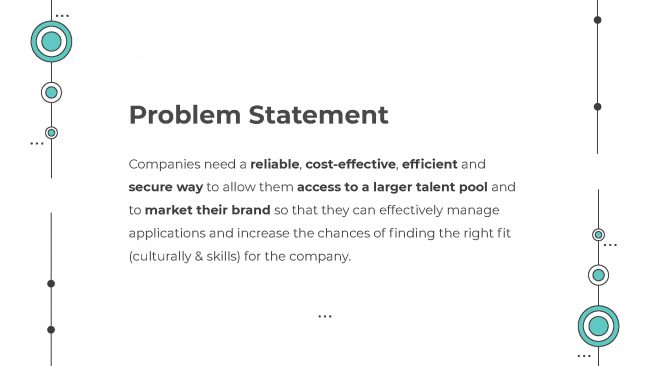 Problem Statement
Companies need a reliable, cost-effective, efficient and
secure way to allow them access to a larger talent pool and
to market their brand so that they can effectively manage
applications and increase the chances of finding the right fit
(culturally & skills) for the company.